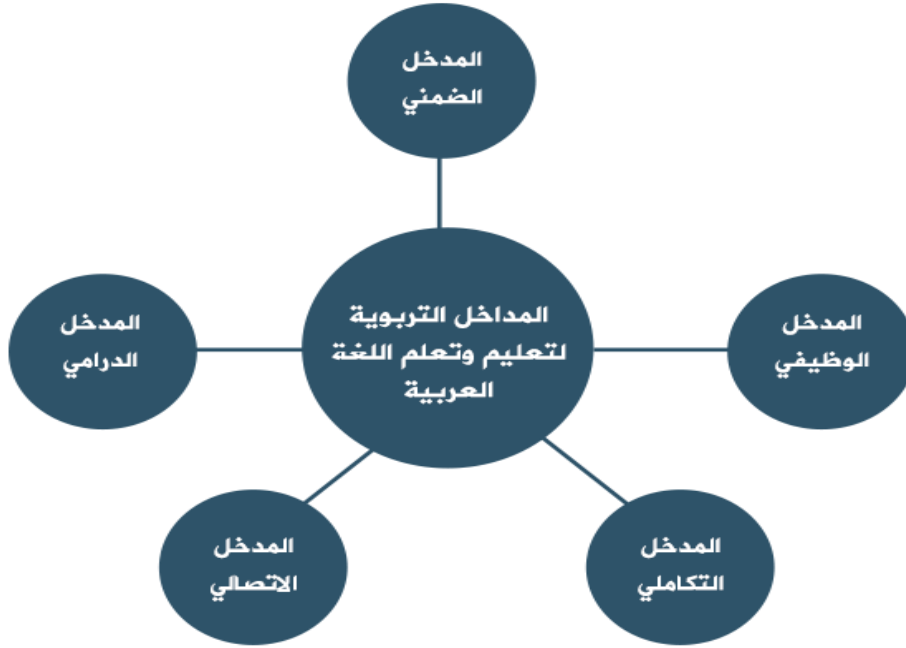 المدخل
الضمني
المداخل التربوية
لتعليم وتعلم اللغة
العربية
المدخل
الوظيفي
المدخل
الدرامي
المدخل
التكاملي
المدخل
الاتصالي